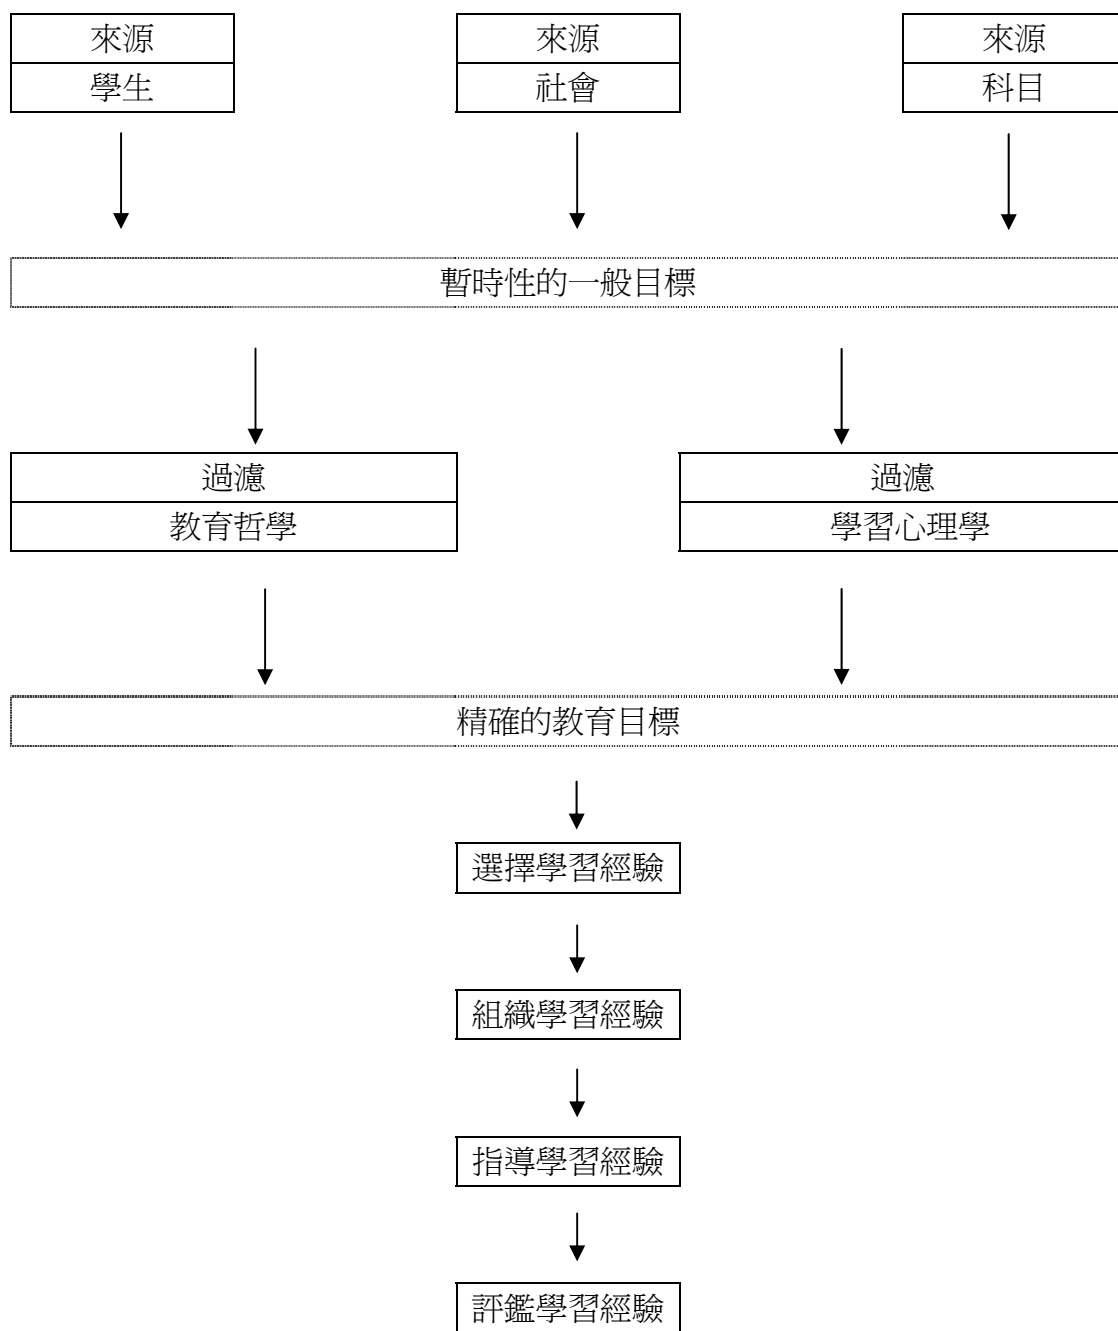 來源
學生
來源
社會
來源
科目
暫時性的一般目標
過濾
教育哲學
過濾
學習心理學
精確的教育目標
選擇學習經驗
組織學習經驗
指導學習經驗
評鑑學習經驗